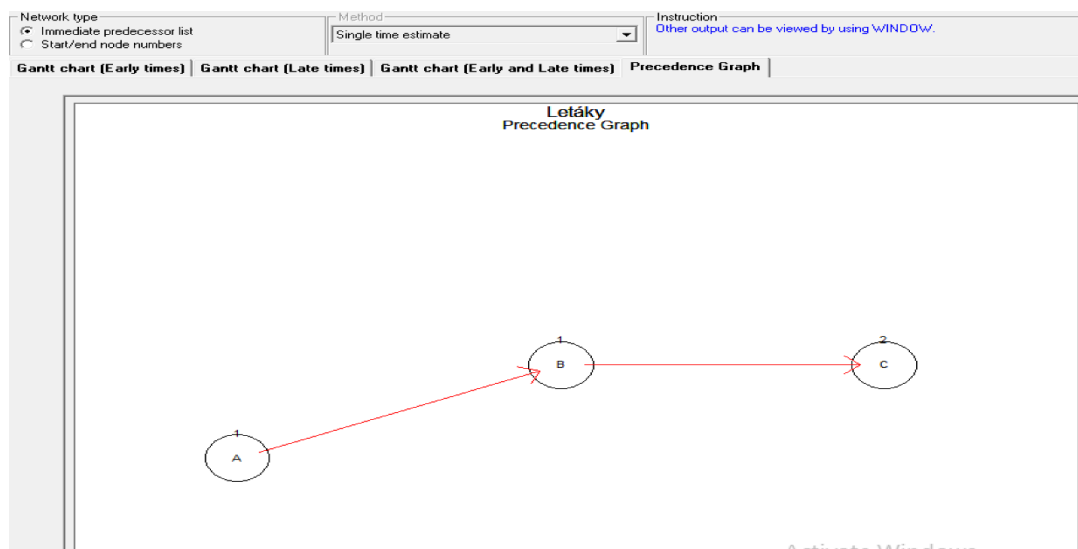 Network type
Immediate predecessor list
Start/end node numbers
Method
Single time estimate
Instruction
Other output can be viewed by using WINDOW.
Gantt chart (Early times)
Gantt chart (Late times)
Gantt chart (Early and Late times)
Precedence Graph
Letáky
Precedence Graph
1
B
2
C
1
A
Activate Windows